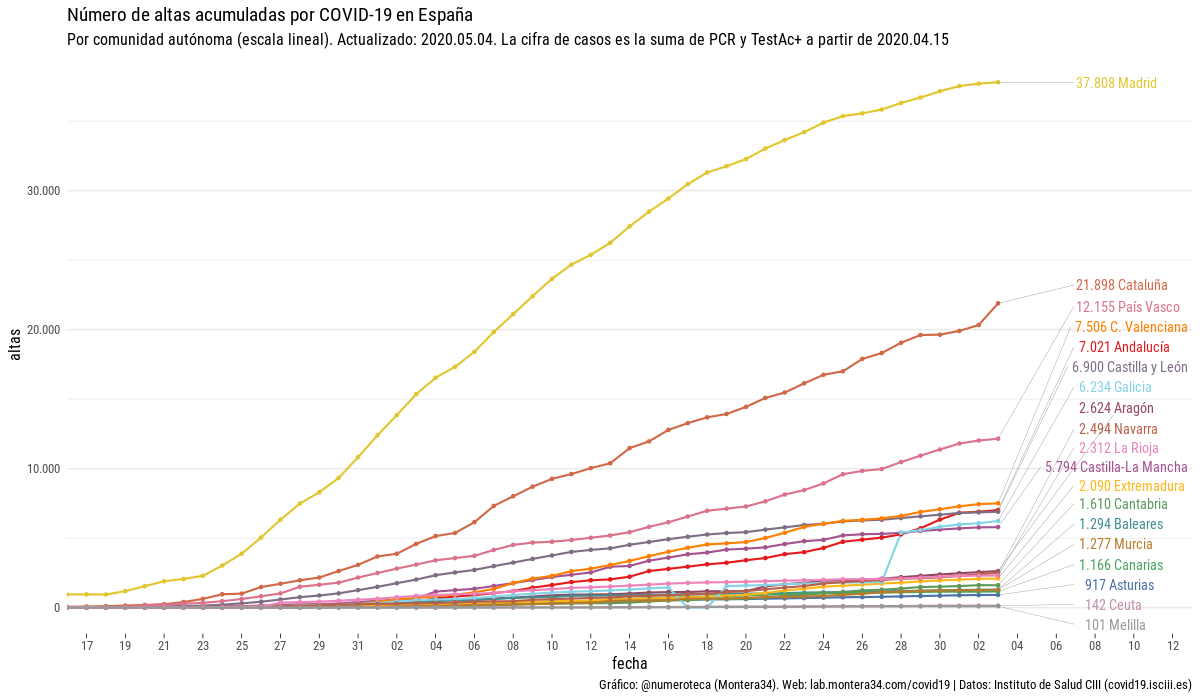 Número de altas acumuladas por COVID-19 en España
Por comunidad autónoma (escala lineal). Actualizado: 2020.05.04. La cifra de casos es la suma de PCR y TestAc+ a partir de 2020.04.15
altas
30.000
20.000
10.000
0
37.808 Madrid
21.898 Cataluña
12.155 País Vasco
7.506 C. Valenciana
7.021 Andalucía
6.900 Castilla y León
6.234 Galicia
2.624 Aragón
2.494 Navarra
2.312 La Rioja
5.794 Castilla-La Mancha
2.090 Extremadura
1.610 Cantabria
1.294 Baleares
1.277 Murcia
1.166 Canarias
917 Asturias
142 Ceuta
101 Melilla
17 19 21 23 25 27 29 31 02 04 06 08 10 12 14 16 18 20 22 24 26 28 30 02 04 06 08 10 12
fecha
Gráfico: @numeroteca (Montera34). Web: lab.montera34.com/covid19 | Datos: Instituto de Salud CIII (covid19.isciii.es)